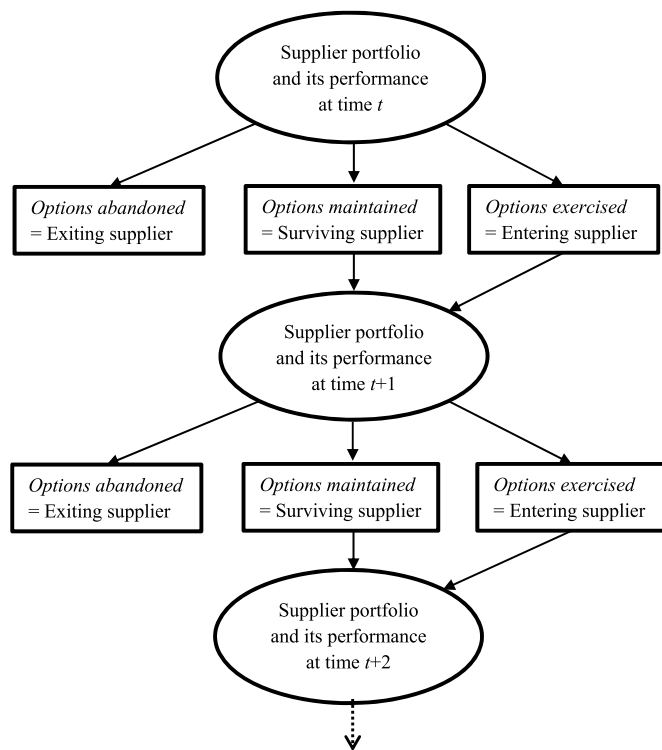 Supplier portfolio
and its performance
at time t
Options abandoned
= Exiting supplier
Options maintained
= Surviving supplier
Options exercised
= Entering supplier
Supplier portfolio
and its performance
at time t+1
Options abandoned
= Exiting supplier
Options maintained
= Surviving supplier
Options exercised
= Entering supplier
Supplier portfolio
and its performance
at time t+2